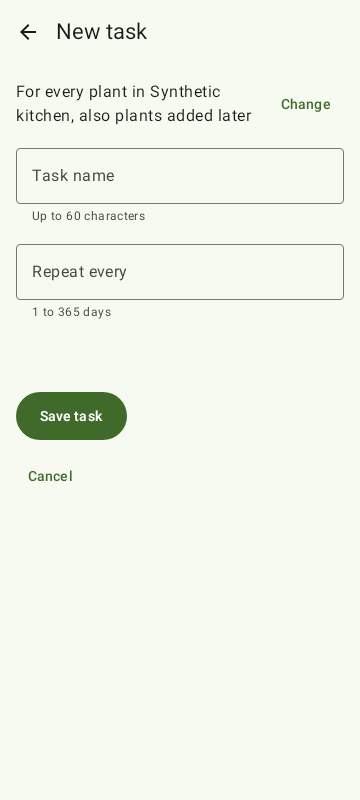 New task
For every plant in Synthetic
kitchen, also plants added later
Change
Task name
Up to 60 characters
Repeat every
1 to 365 days
Save task
Cancel